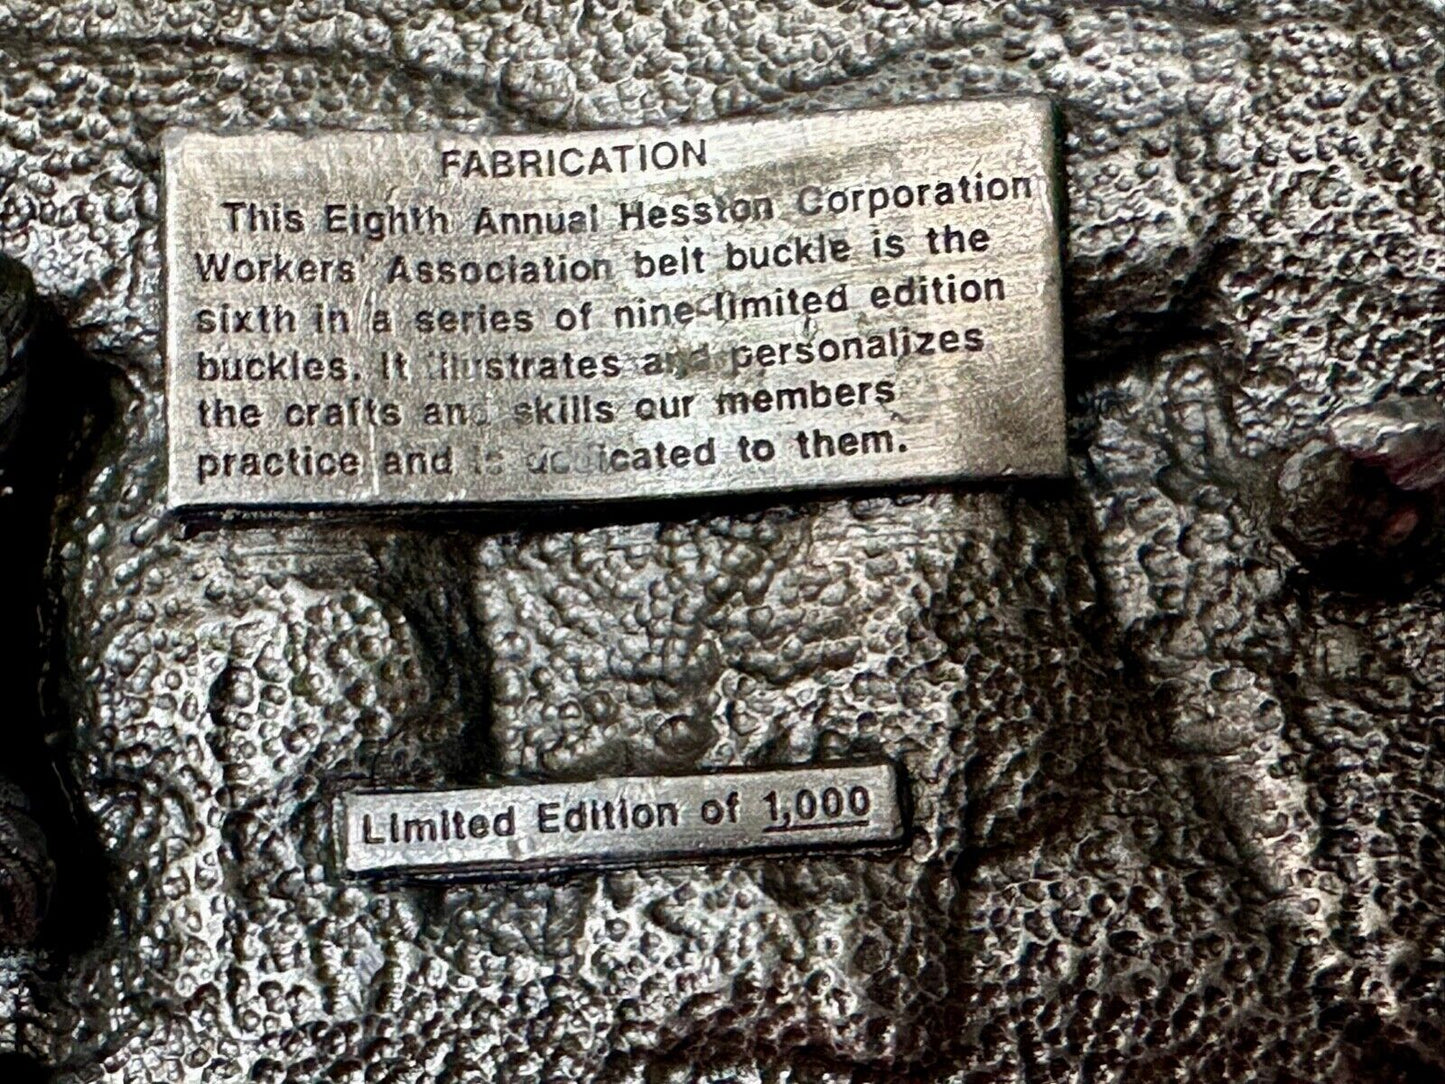 FABRICATION
This Eighth Annual Hesston Corporation
Workers' Association belt buckle is the
sixth in a series of nine limited edition
buckles. It illustrates and personalizes
the crafts and skills our members
practice and is dedicated to them.
Limited Edition of 1,000